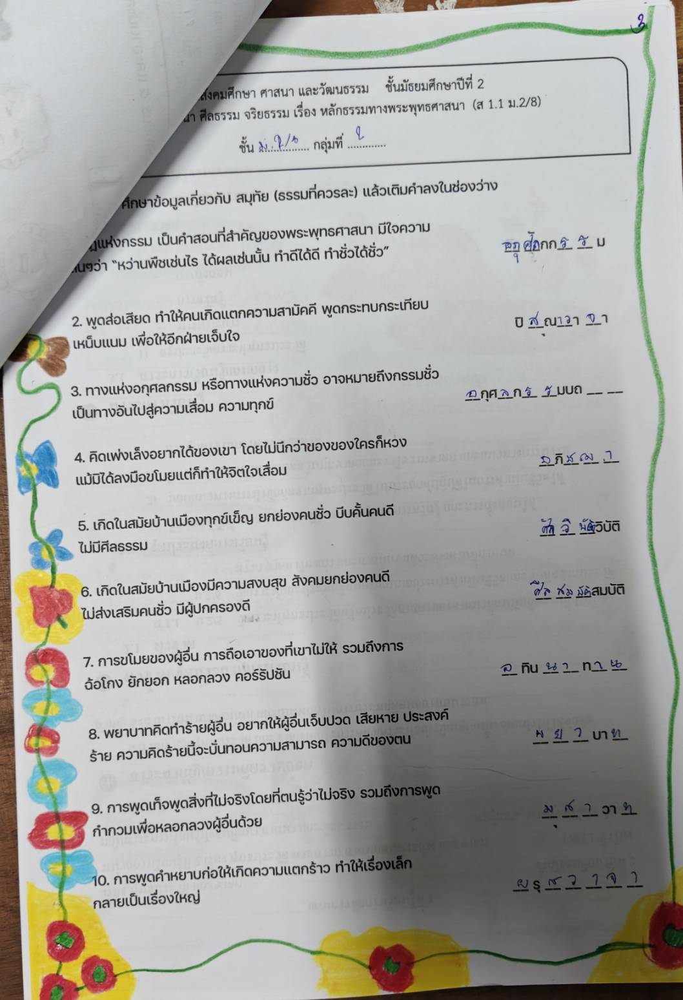 3
สังคมศึกษา ศาสนา และวัฒนธรรม ชั้นมัธยมศึกษาปีที่ 2
ศีลธรรม จริยธรรม เรื่อง หลักธรรมทางพระพุทธศาสนา (ส 1.1 ม.2/8)
ชั้น กลุ่มที่ 2
ศึกษาข้อมูลเกี่ยวกับ สมุทัย (ธรรมที่ควรละ) แล้วเติมคำลงในช่องว่าง
แห่งกรรม เป็นคำสอนที่สำคัญของพระพุทธศาสนา มีใจความ
ว่า “หว่านพืชเช่นไร ได้ผลเช่นนั้น ทำดีได้ดี ทำชั่วได้ชั่ว”
กก ร ร ม
2. พูดส่อเสียด ทำให้คนเกิดแตกความสามัคคี พูดกระทบกระเทียบ
เหน็บแนม เพื่อให้อีกฝ่ายเจ็บใจ
ปิ สุ ณา วา จ า
3. ทางแห่งอกุศลกรรม หรือทางแห่งความชั่ว อาจหมายถึงกรรมชั่ว
เป็นทางอันไปสู่ความเสื่อม ความทุกข์
อ กุศ ล ก ร ร มบถ __ __
4. คิดเพ่งเล็งอยากได้ของเขา โดยไม่นึกว่าของของใครก็หวง
แม้มิได้ลงมือขโมยแต่ก็ทำให้จิตใจเสื่อม
อ ภิ ช ฌ า
5. เกิดในสมัยบ้านเมืองทุกข์เข็ญ ยกย่องคนชั่ว บีบคั้นคนดี
ไม่มีศีลธรรม
วิบัติ
6. เกิดในสมัยบ้านเมืองมีความสงบสุข สังคมยกย่องคนดี
ไม่ส่งเสริมคนชั่ว มีผู้ปกครองดี
ศีล สมบัติ
7. การขโมยของผู้อื่น การถือเอาของที่เขาไม่ให้ รวมถึงการ
ฉ้อโกง ยักยอก หลอกลวง คอร์รัปชัน
อ ทิน น า __ ท า น
8. พยาบาทคิดทำร้ายผู้อื่น อยากให้ผู้อื่นเจ็บปวด เสียหาย ประสงค์
ร้าย ความคิดร้ายนี้จะบั่นทอนความสามารถ ความดีของตน
พ ย า __ บา ท
9. การพูดเท็จพูดสิ่งที่ไม่จริงโดยที่ตนรู้ว่าไม่จริง รวมถึงการพูด
กำกวมเพื่อหลอกลวงผู้อื่นด้วย
มุ ส า วา ท
10. การพูดคำหยาบก่อให้เกิดความแตกร้าว ทำให้เรื่องเล็ก
กลายเป็นเรื่องใหญ่
ผ รุ ส ว า จ า